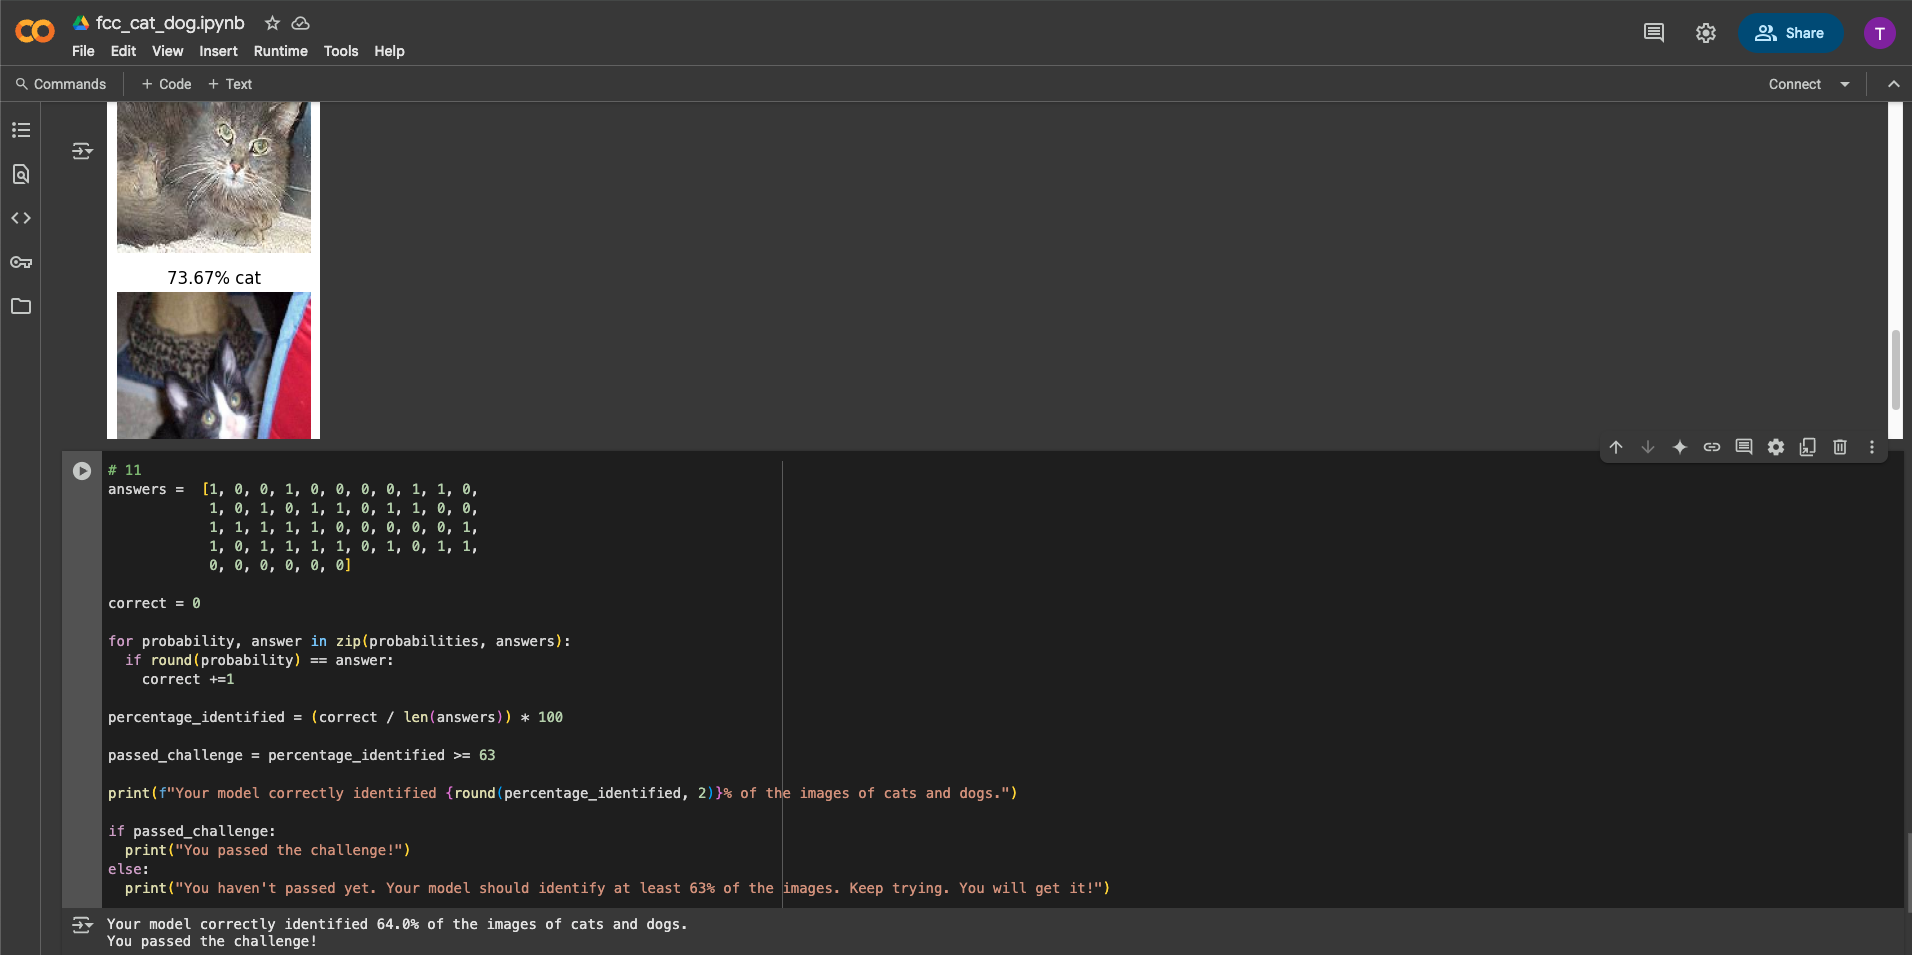 fcc_cat_dog.ipynb
File Edit View Insert Runtime Tools Help
Share
T
Commands + Code + Text
Connect
73.67% cat
# 11
answers =  [1, 0, 0, 1, 0, 0, 0, 0, 1, 1, 0,
            1, 0, 1, 0, 1, 1, 0, 1, 1, 0, 0,
            1, 1, 1, 1, 1, 0, 0, 0, 0, 0, 1,
            1, 0, 1, 1, 1, 1, 0, 1, 0, 1, 1,
            0, 0, 0, 0, 0, 0]
correct = 0
for probability, answer in zip(probabilities, answers):
  if round(probability) == answer:
    correct +=1
percentage_identified = (correct / len(answers)) * 100
passed_challenge = percentage_identified >= 63
print(f"Your model correctly identified {round(percentage_identified, 2)}% of the images of cats and dogs.")
if passed_challenge:
  print("You passed the challenge!")
else:
  print("You haven't passed yet. Your model should identify at least 63% of the images. Keep trying. You will get it!")
Your model correctly identified 64.0% of the images of cats and dogs.
You passed the challenge!